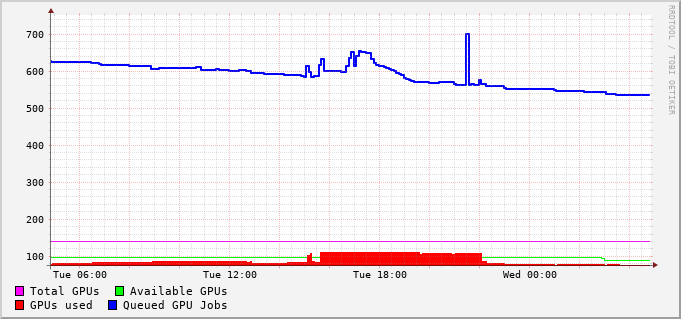 700
600
500
400
300
200
100
Tue 06:00 Tue 12:00 Tue 18:00 Wed 00:00
Total GPUs Available GPUs
GPUs used Queued GPU Jobs
RRDTOOL / TOBI OETIKER